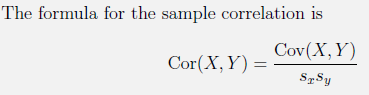 The formula for the sample correlation is
Cor(X, Y) = Cov(X, Y) / s_x s_y